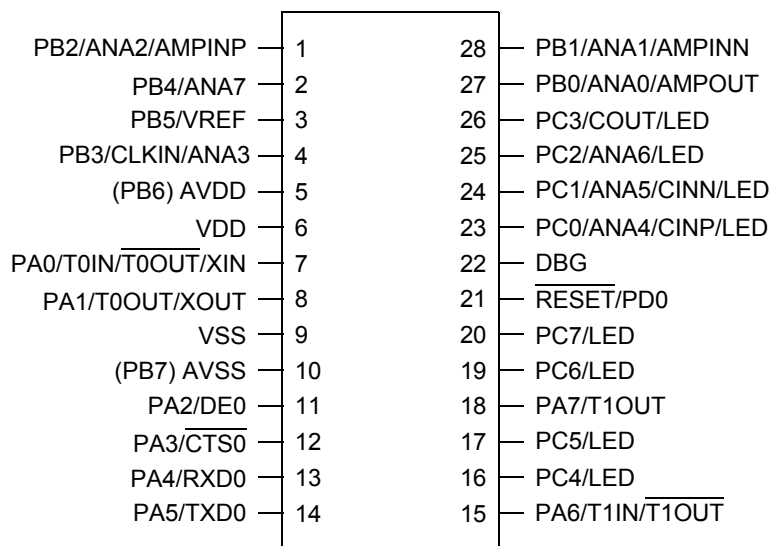 PB2/ANA2/AMPINP 1 28 PB1/ANA1/AMPINN
PB4/ANA7 2 27 PB0/ANA0/AMPOUT
PB5/VREF 3 26 PC3/COUT/LED
PB3/CLKIN/ANA3 4 25 PC2/ANA6/LED
(PB6) AVDD 5 24 PC1/ANA5/CINN/LED
VDD 6 23 PC0/ANA4/CINP/LED
PA0/T0IN/T̅0̅O̅U̅T̅/XIN 7 22 DBG
PA1/T0OUT/XOUT 8 21 R̅E̅S̅E̅T̅/PD0
VSS 9 20 PC7/LED
(PB7) AVSS 10 19 PC6/LED
PA2/DE0 11 18 PA7/T1OUT
PA3/C̅T̅S̅0̅ 12 17 PC5/LED
PA4/RXD0 13 16 PC4/LED
PA5/TXD0 14 15 PA6/T1IN/T̅1̅O̅U̅T̅